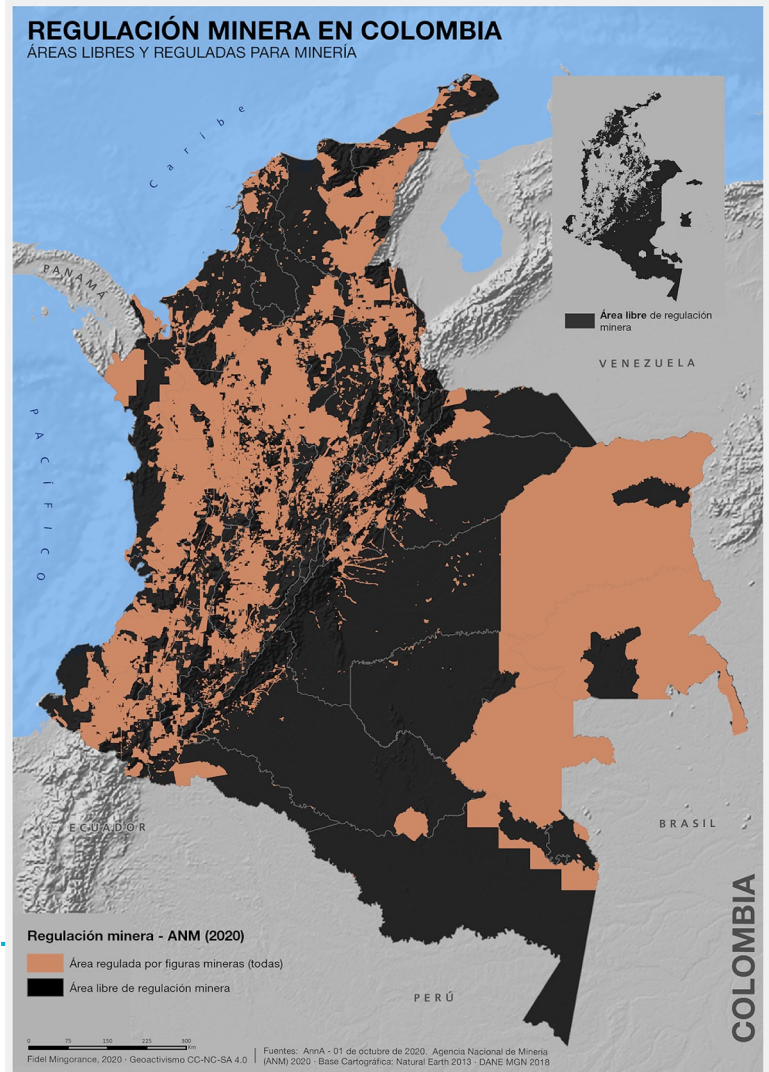 REGULACIÓN MINERA EN COLOMBIA
ÁREAS LIBRES Y REGULADAS PARA MINERÍA
Caribe
PANAMÁ
Área libre de regulación
minera
VENEZUELA
PACÍFICO
ECUADOR
BRASIL
PERÚ
COLOMBIA
Regulación minera - ANM (2020)
Área regulada por figuras mineras (todas)
Área libre de regulación minera
0 75 150 225 300
Km
Fidel Mingorance, 2020 · Geoactivismo CC-NC-SA 4.0
Fuentes: AnnA - 01 de octubre de 2020. Agencia Nacional de Minería
(ANM) 2020 · Base Cartográfica: Natural Earth 2013 · DANE MGN 2018